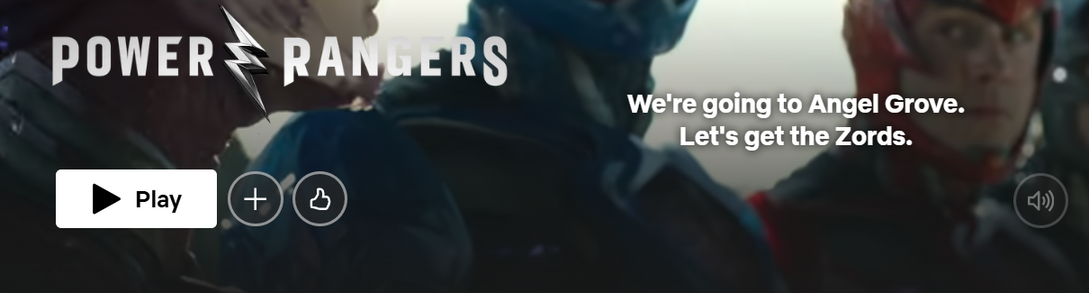 POWER RANGERS
We're going to Angel Grove.
Let's get the Zords.
Play